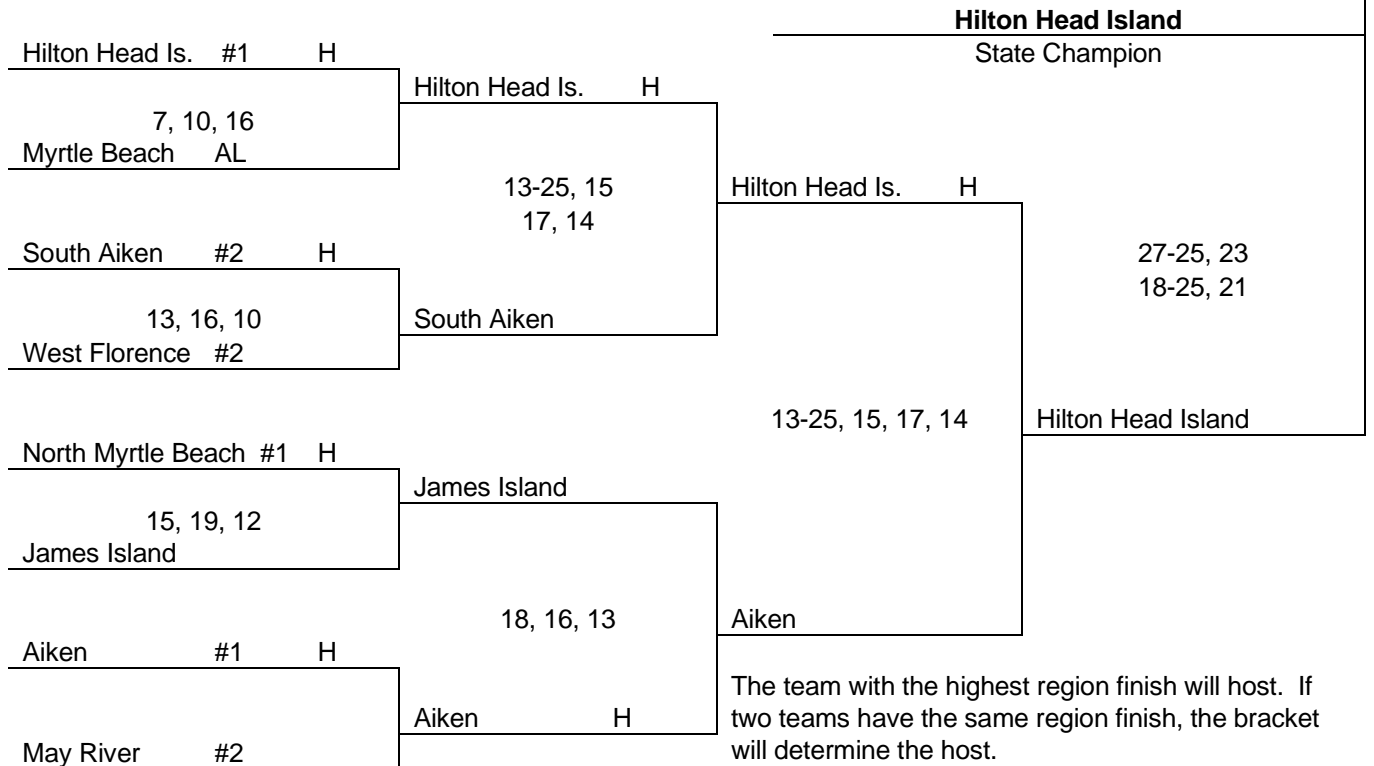 Hilton Head Island
State Champion
Hilton Head Is. #1 H
Hilton Head Is. H
7, 10, 16
Myrtle Beach AL
13-25, 15
17, 14
Hilton Head Is. H
South Aiken #2 H
27-25, 23
18-25, 21
13, 16, 10
South Aiken
West Florence #2
13-25, 15, 17, 14
Hilton Head Island
North Myrtle Beach #1 H
James Island
15, 19, 12
James Island
18, 16, 13
Aiken
Aiken #1 H
The team with the highest region finish will host. If
two teams have the same region finish, the bracket
will determine the host.
Aiken H
May River #2